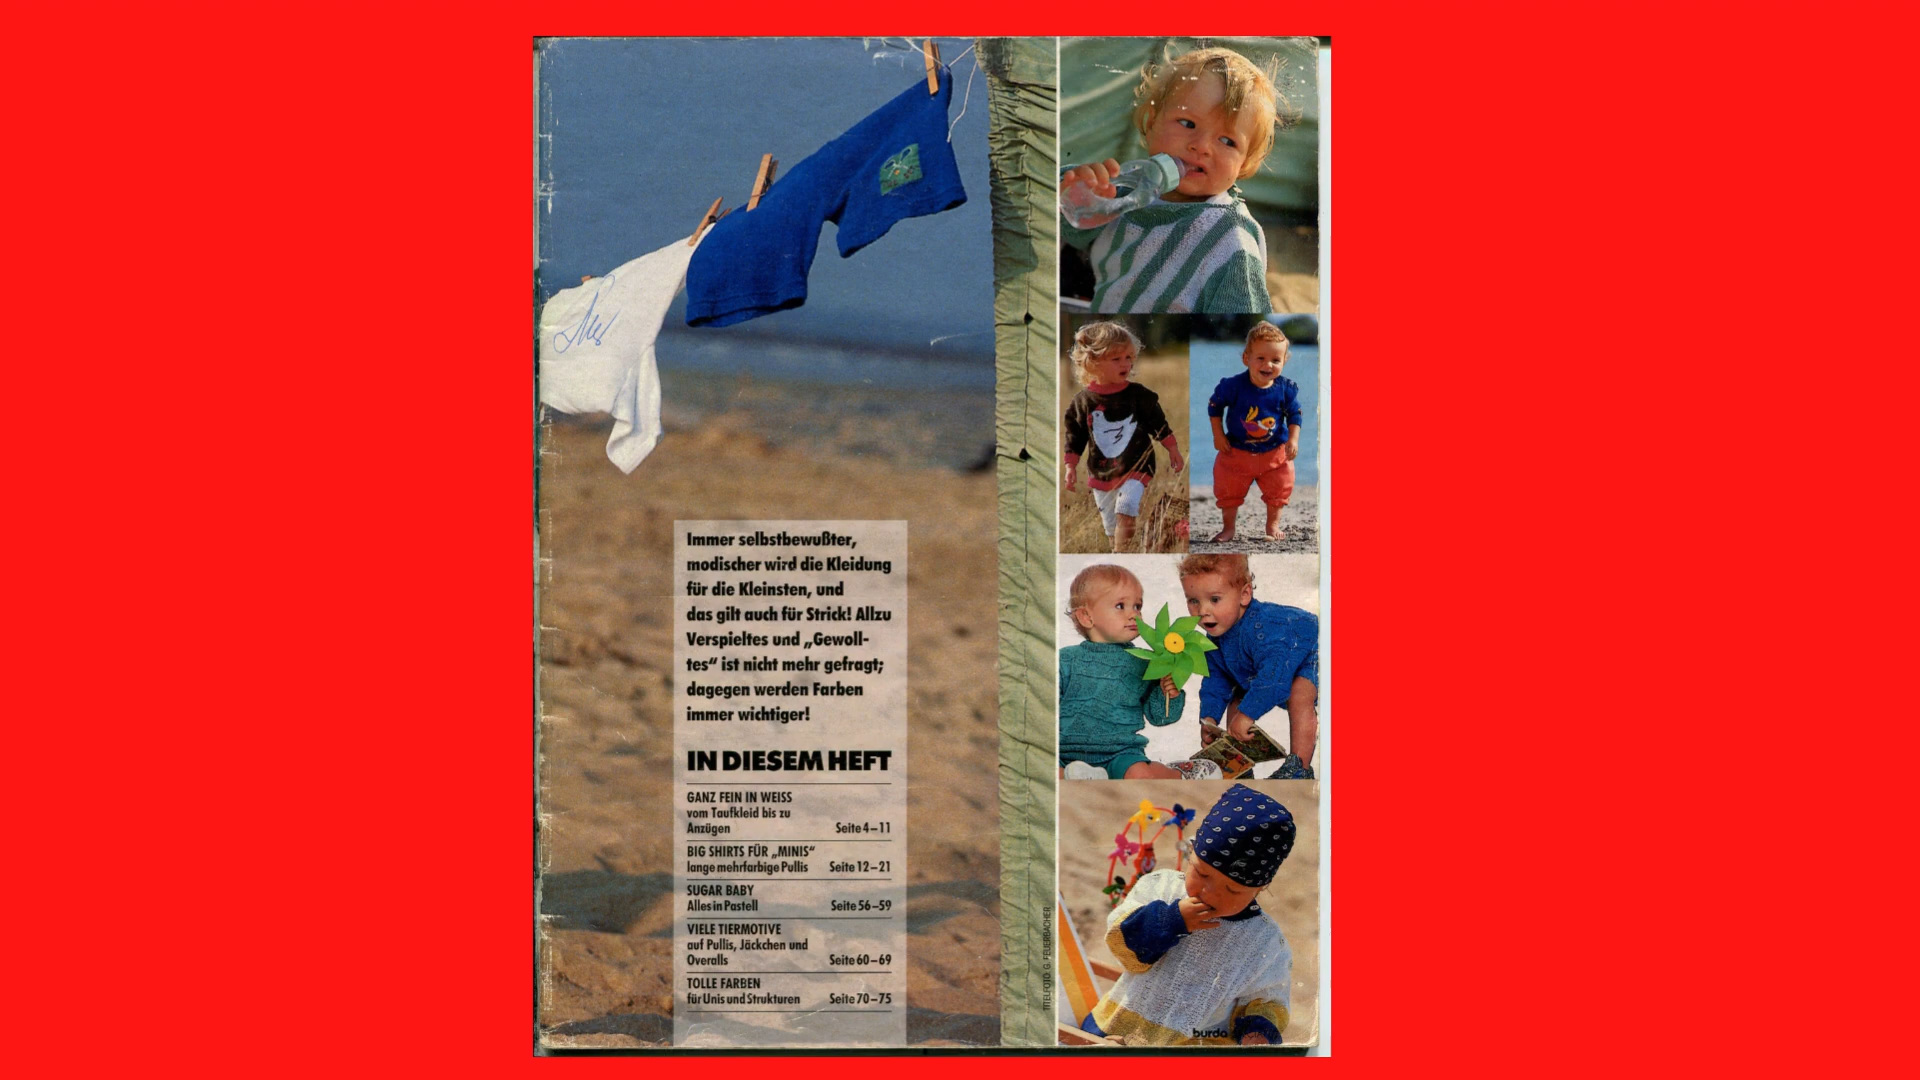 Immer selbstbewußter,
modischer wird die Kleidung
für die Kleinsten, und
das gilt auch für Strick! Allzu
Verspieltes und „Gewoll-
tes“ ist nicht mehr gefragt;
dagegen werden Farben
immer wichtiger!
IN DIESEM HEFT
GANZ FEIN IN WEISS
vom Taufkleid bis zu
Anzügen Seite 4–11
BIG SHIRTS FÜR „MINIS“
lange mehrfarbige Pullis Seite 12–21
SUGAR BABY
Alles in Pastell Seite 56–59
VIELE TIERMOTIVE
auf Pullis, Jäckchen und
Overalls Seite 60–69
TOLLE FARBEN
für Unis und Strukturen Seite 70–75
TITELFOTO: G. FEUERBACHER
burda